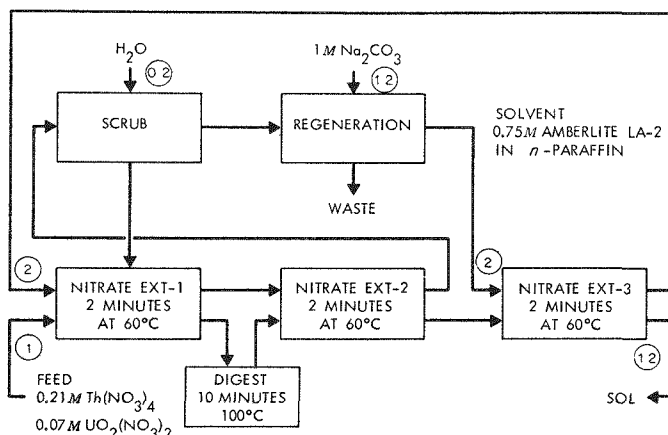 H2O
0 2
1 M Na2CO3
1 2
SCRUB
REGENERATION
SOLVENT
0.75M AMBERLITE LA-2
IN n-PARAFFIN
WASTE
2
NITRATE EXT-1
2 MINUTES
AT 60°C
NITRATE EXT-2
2 MINUTES
AT 60°C
2
NITRATE EXT-3
2 MINUTES
AT 60°C
1
FEED
0.21M Th(NO3)4
0.07M UO2(NO3)2
DIGEST
10 MINUTES
100°C
1 2
SOL